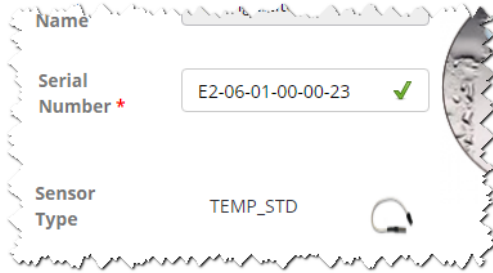 Name
Serial
Number *
E2-06-01-00-00-23
Sensor
Type
TEMP_STD